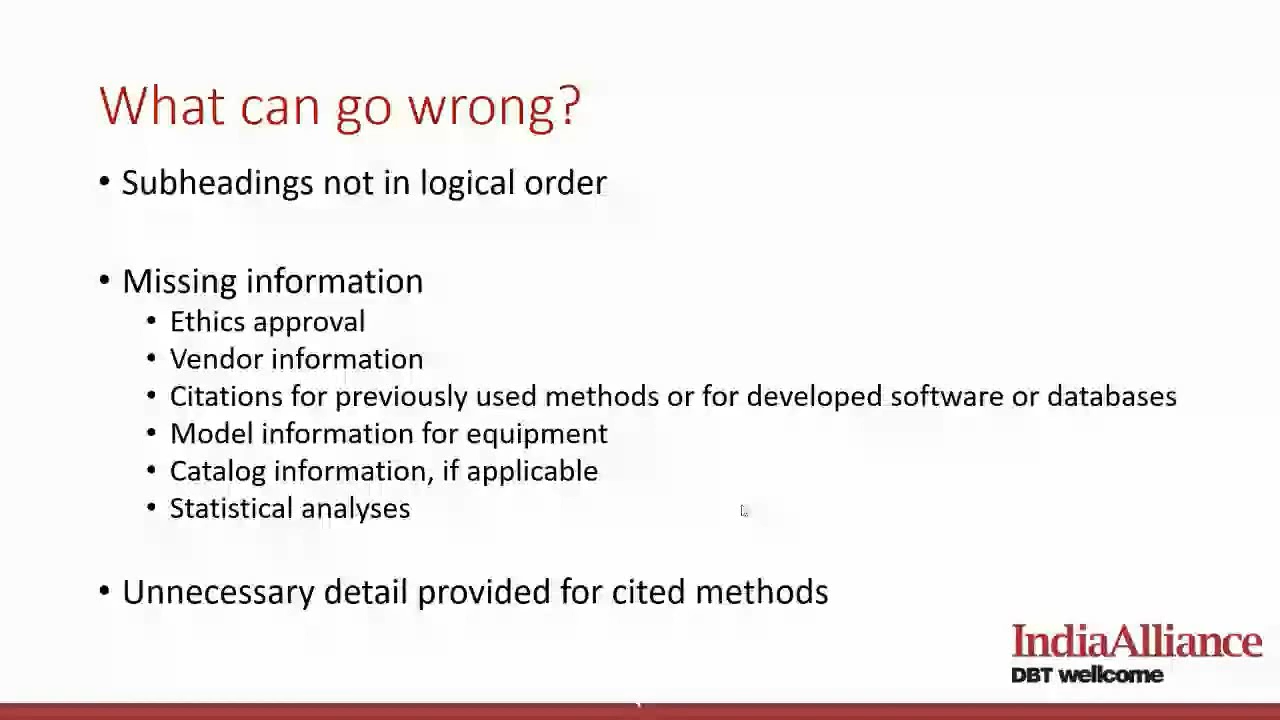 What can go wrong?
• Subheadings not in logical order
• Missing information
• Ethics approval
• Vendor information
• Citations for previously used methods or for developed software or databases
• Model information for equipment
• Catalog information, if applicable
• Statistical analyses
• Unnecessary detail provided for cited methods
IndiaAlliance
DBT wellcome